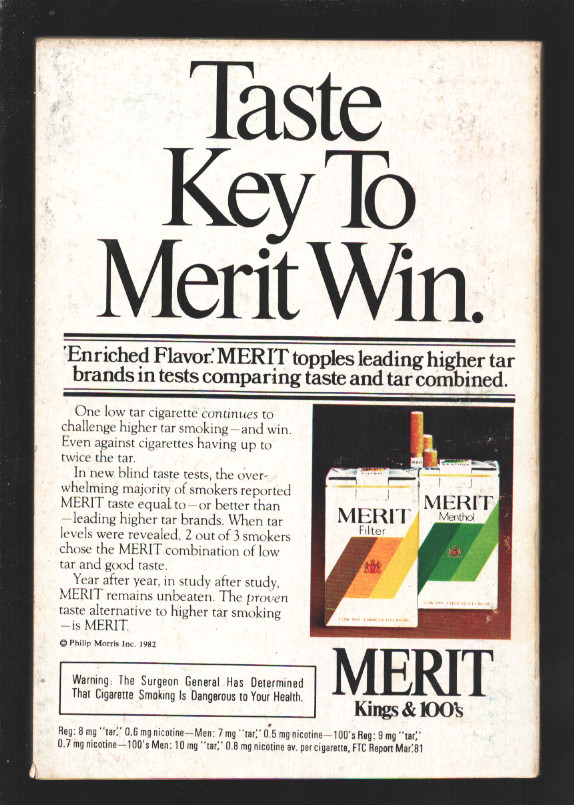 Taste
Key To
Merit Win.
'Enriched Flavor,' MERIT topples leading higher tar
brands in tests comparing taste and tar combined.
One low tar cigarette continues to
challenge higher tar smoking—and win.
Even against cigarettes having up to
twice the tar.
In new blind taste tests, the over-
whelming majority of smokers reported
MERIT taste equal to—or better than
—leading higher tar brands. When tar
levels were revealed, 2 out of 3 smokers
chose the MERIT combination of low
tar and good taste.
Year after year, in study after study,
MERIT remains unbeaten. The proven
taste alternative to higher tar smoking
—is MERIT.
© Philip Morris Inc. 1982
MERIT
Filter
MERIT
Menthol
Warning: The Surgeon General Has Determined
That Cigarette Smoking Is Dangerous to Your Health.
MERIT
Kings & 100's
Reg: 8 mg "tar," 0.6 mg nicotine—Men: 7 mg "tar," 0.5 mg nicotine—100's Reg: 9 mg "tar,"
0.7 mg nicotine—100's Men: 10 mg "tar," 0.8 mg nicotine av. per cigarette, FTC Report Mar.'81